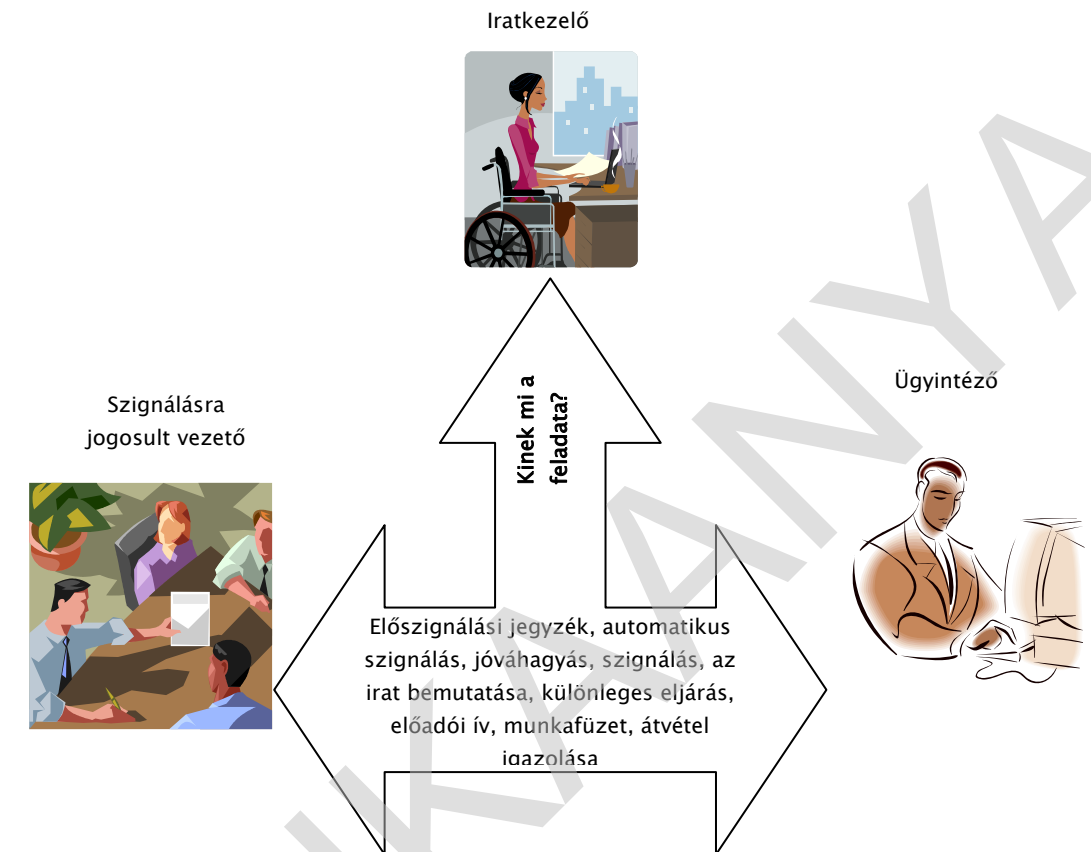 Iratkezelő
Ügyintéző
Szignálásra
jogosult vezető
Kinek mi a
feladata?
Előszignálási jegyzék, automatikus
szignálás, jóváhagyás, szignálás, az
irat bemutatása, különleges eljárás,
előadói ív, munkafüzet, átvétel
igazolása
KAANYA